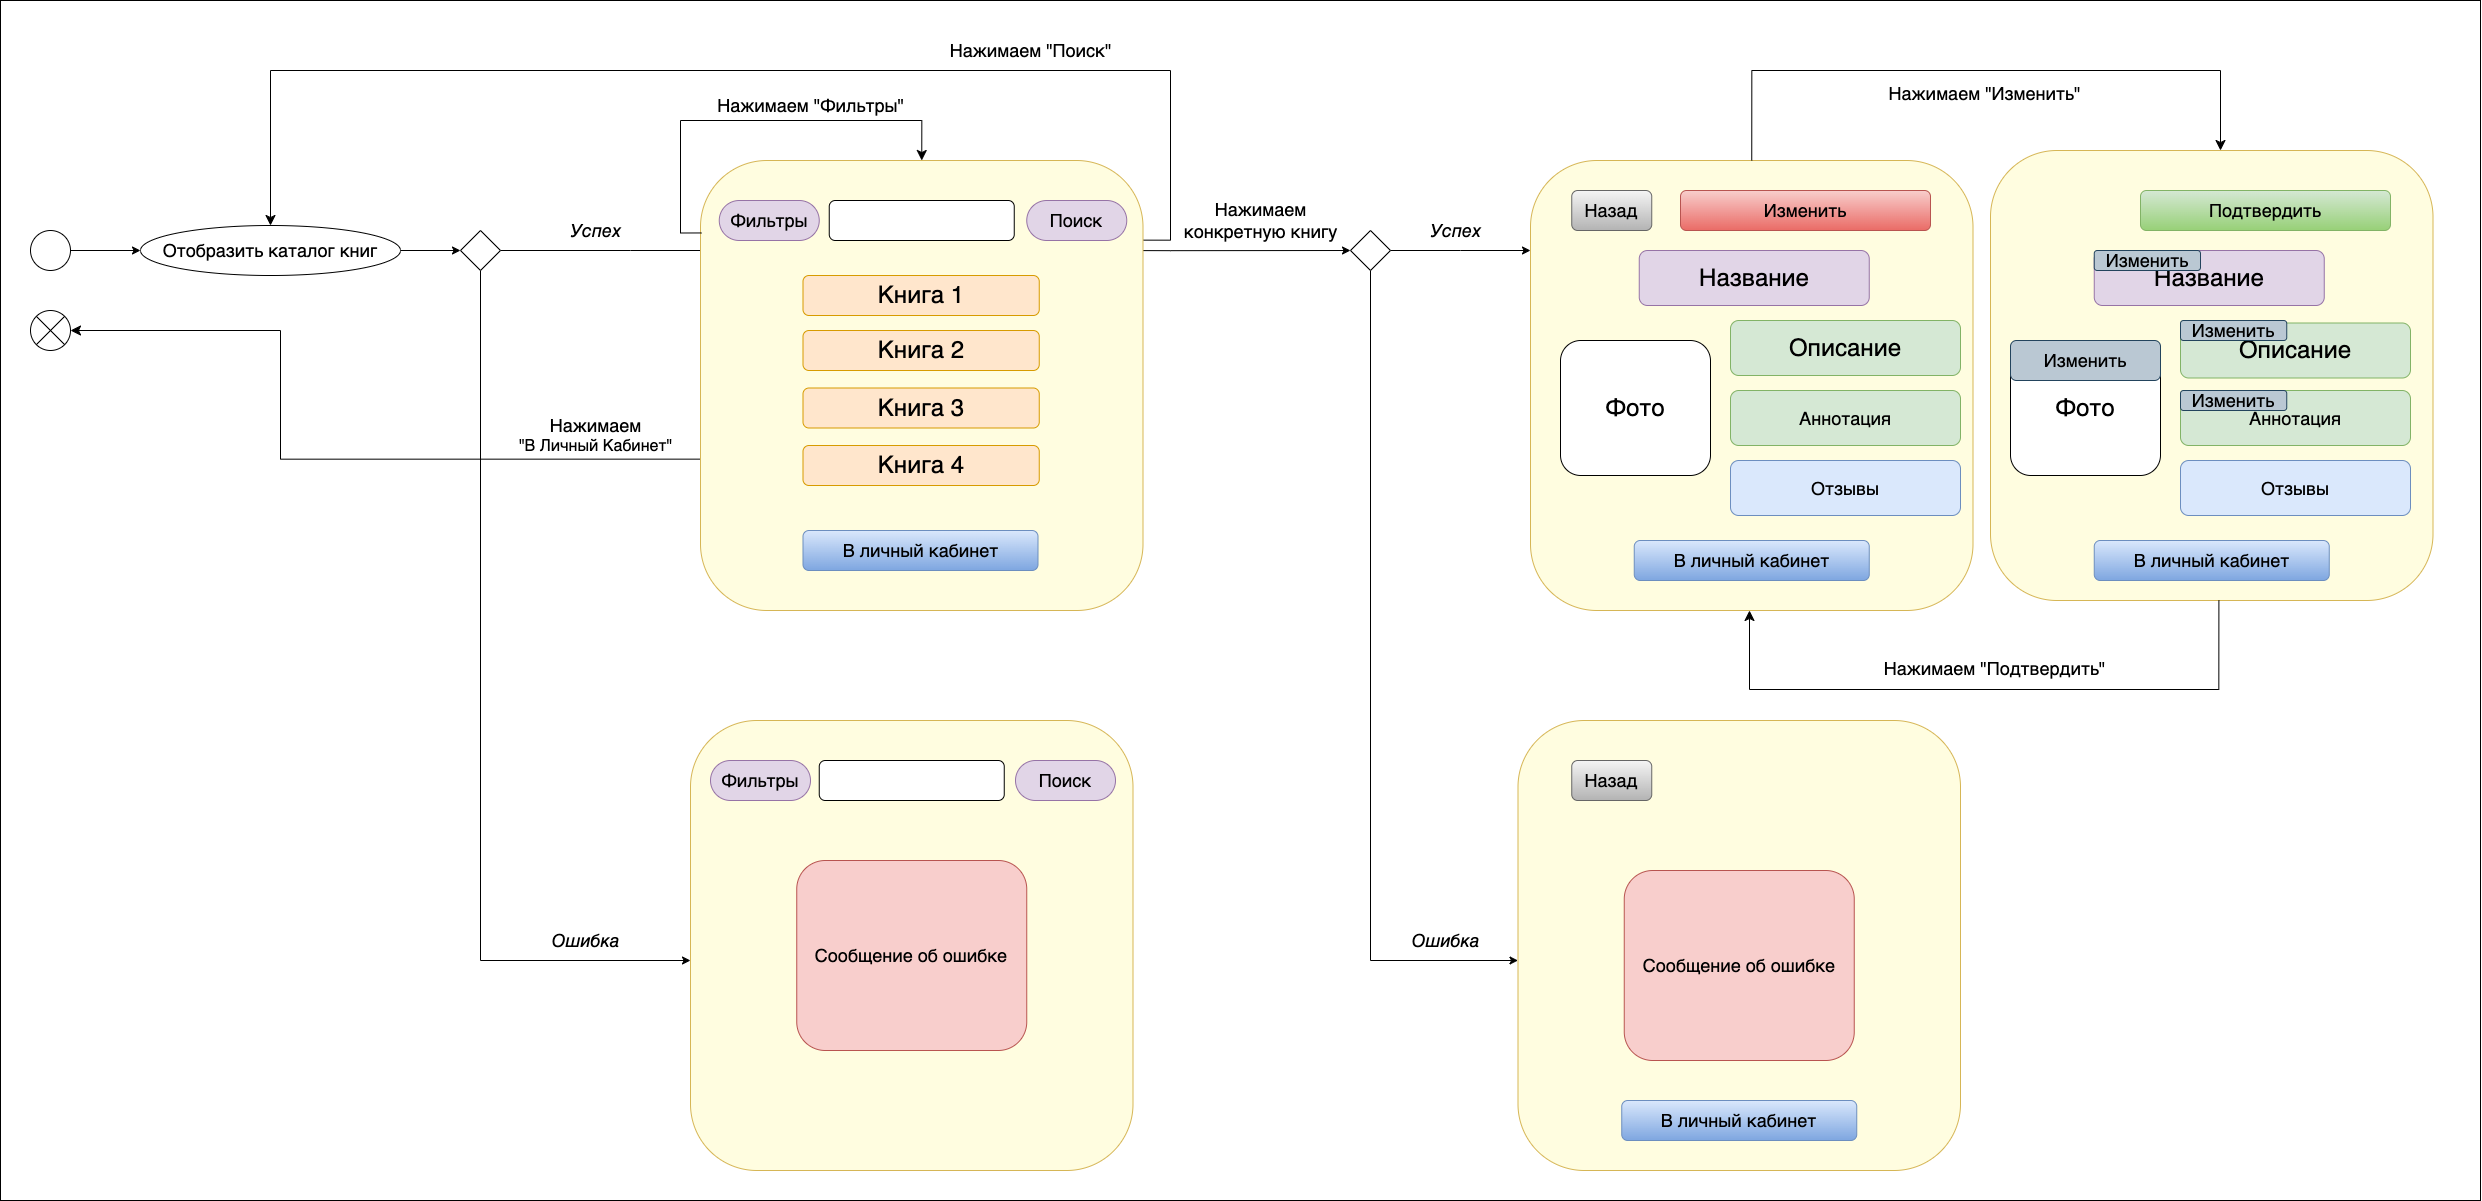 Нажимаем "Поиск"
Нажимаем "Фильтры"
Нажимаем "Изменить"
Отобразить каталог книг
Успех
Фильтры
Поиск
Книга 1
Книга 2
Книга 3
Книга 4
В личный кабинет
Нажимаем
"В Личный Кабинет"
Нажимаем
конкретную книгу
Успех
Назад
Изменить
Название
Фото
Описание
Аннотация
Отзывы
В личный кабинет
Подтвердить
Изменить
Название
Изменить
Фото
Изменить
Описание
Изменить
Аннотация
Отзывы
В личный кабинет
Нажимаем "Подтвердить"
Ошибка
Фильтры
Поиск
Сообщение об ошибке
Ошибка
Назад
Сообщение об ошибке
В личный кабинет